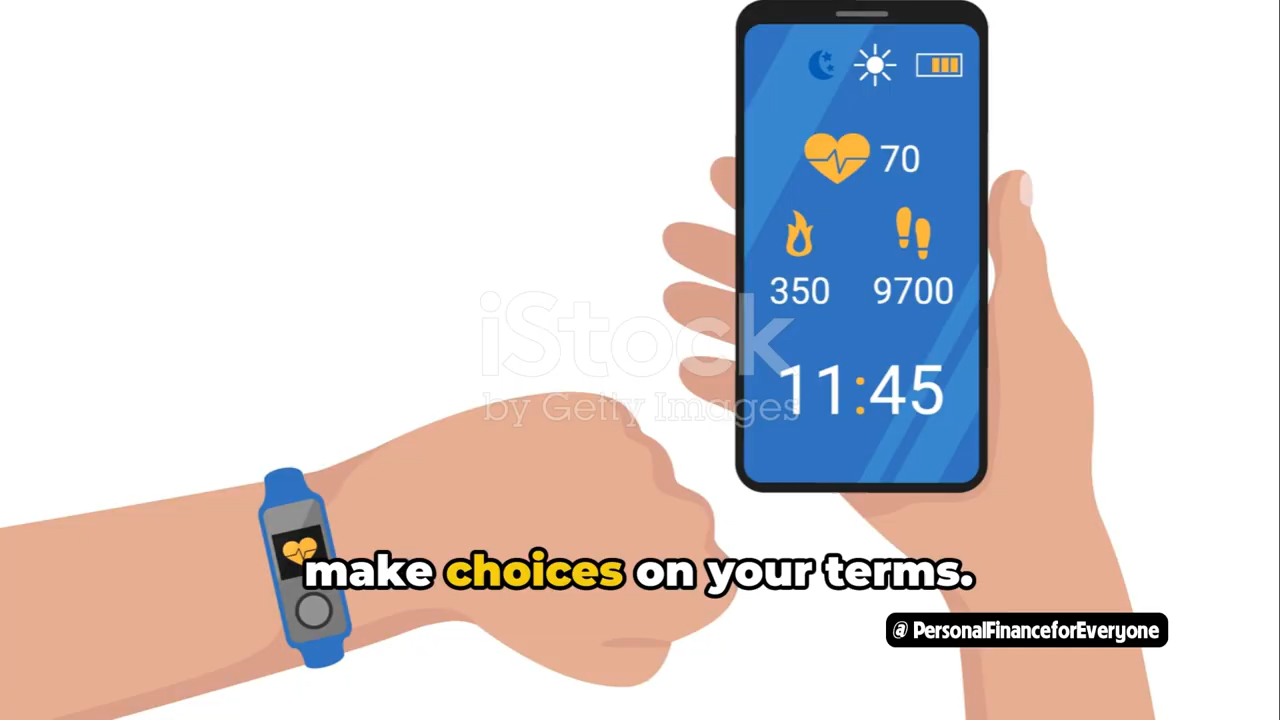 70
350 9700
iStock
by Getty Images
11:45
make choices on your terms.
@ PersonalFinanceforEveryone